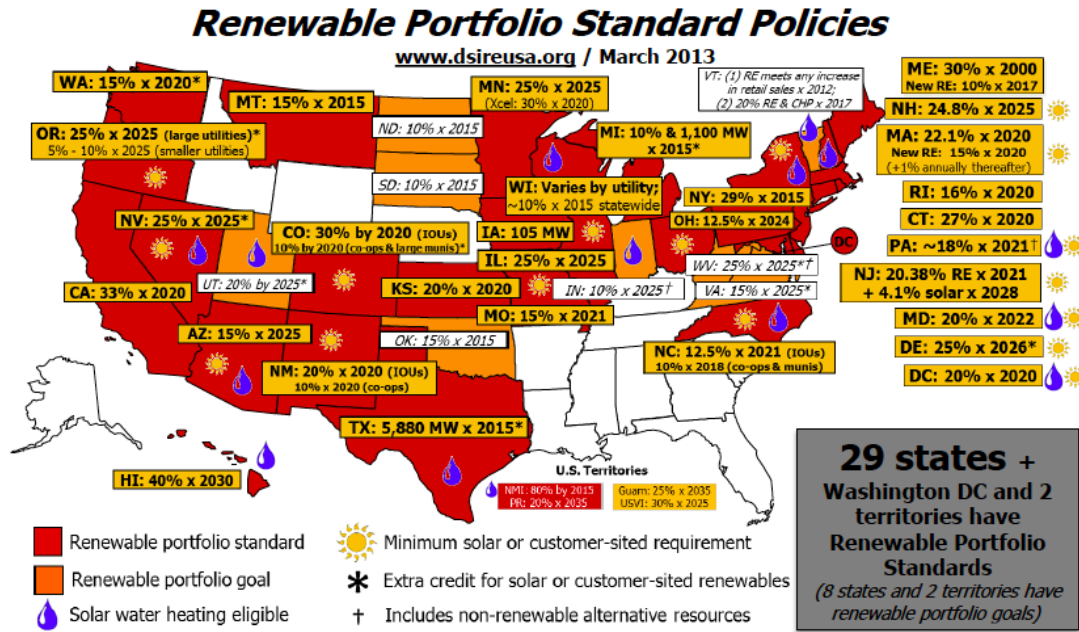 Renewable Portfolio Standard Policies
www.dsireusa.org / March 2013
WA: 15% x 2020*
MT: 15% x 2015
MN: 25% x 2025
(Xcel: 30% x 2020)
VT: (1) RE meets any increase
in retail sales x 2012;
(2) 20% RE & CHP x 2017
ME: 30% x 2000
New RE: 10% x 2017
OR: 25% x 2025 (large utilities)*
5% - 10% x 2025 (smaller utilities)
ND: 10% x 2015
MI: 10% & 1,100 MW
x 2015*
NH: 24.8% x 2025
MA: 22.1% x 2020
New RE: 15% x 2020
(+1% annually thereafter)
SD: 10% x 2015
WI: Varies by utility;
~10% x 2015 statewide
NY: 29% x 2015
RI: 16% x 2020
NV: 25% x 2025*
CO: 30% by 2020 (IOUs)
10% by 2020 (co-ops & large munis)*
IA: 105 MW
OH: 12.5% x 2024
CT: 27% x 2020
DC
PA: ~18% x 2021†
IL: 25% x 2025
WV: 25% x 2025*†
UT: 20% by 2025*
KS: 20% x 2020
IN: 10% x 2025†
VA: 15% x 2025*
NJ: 20.38% RE x 2021
+ 4.1% solar x 2028
CA: 33% x 2020
MO: 15% x 2021
MD: 20% x 2022
AZ: 15% x 2025
OK: 15% x 2015
DE: 25% x 2026*
NC: 12.5% x 2021 (IOUs)
10% x 2018 (co-ops & munis)
NM: 20% x 2020 (IOUs)
10% x 2020 (co-ops)
DC: 20% x 2020
TX: 5,880 MW x 2015*
HI: 40% x 2030
U.S. Territories
NMI: 80% by 2015
PR: 20% x 2035
Guam: 25% x 2035
USVI: 30% x 2025
Renewable portfolio standard
Renewable portfolio goal
Solar water heating eligible
Minimum solar or customer-sited requirement
* Extra credit for solar or customer-sited renewables
† Includes non-renewable alternative resources
29 states +
Washington DC and 2
territories have
Renewable Portfolio
Standards
(8 states and 2 territories have
renewable portfolio goals)